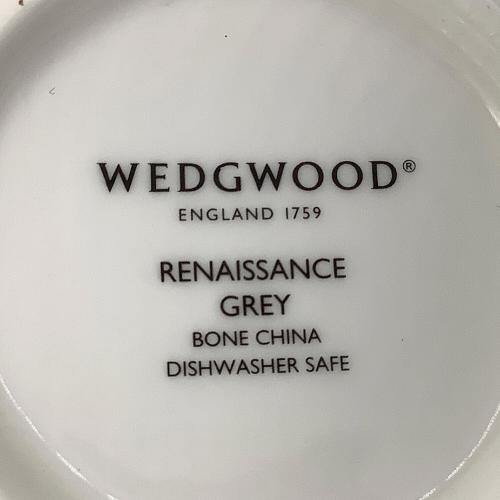 WEDGWOOD®
ENGLAND 1759
RENAISSANCE
GREY
BONE CHINA
DISHWASHER SAFE